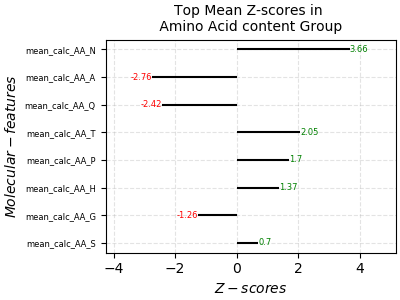 Top Mean Z-scores in
Amino Acid content Group
mean_calc_AA_N 3.66
mean_calc_AA_A -2.76
mean_calc_AA_Q -2.42
mean_calc_AA_T 2.05
mean_calc_AA_P 1.7
mean_calc_AA_H 1.37
mean_calc_AA_G -1.26
mean_calc_AA_S 0.7
Molecular − features
−4 −2 0 2 4
Z − scores